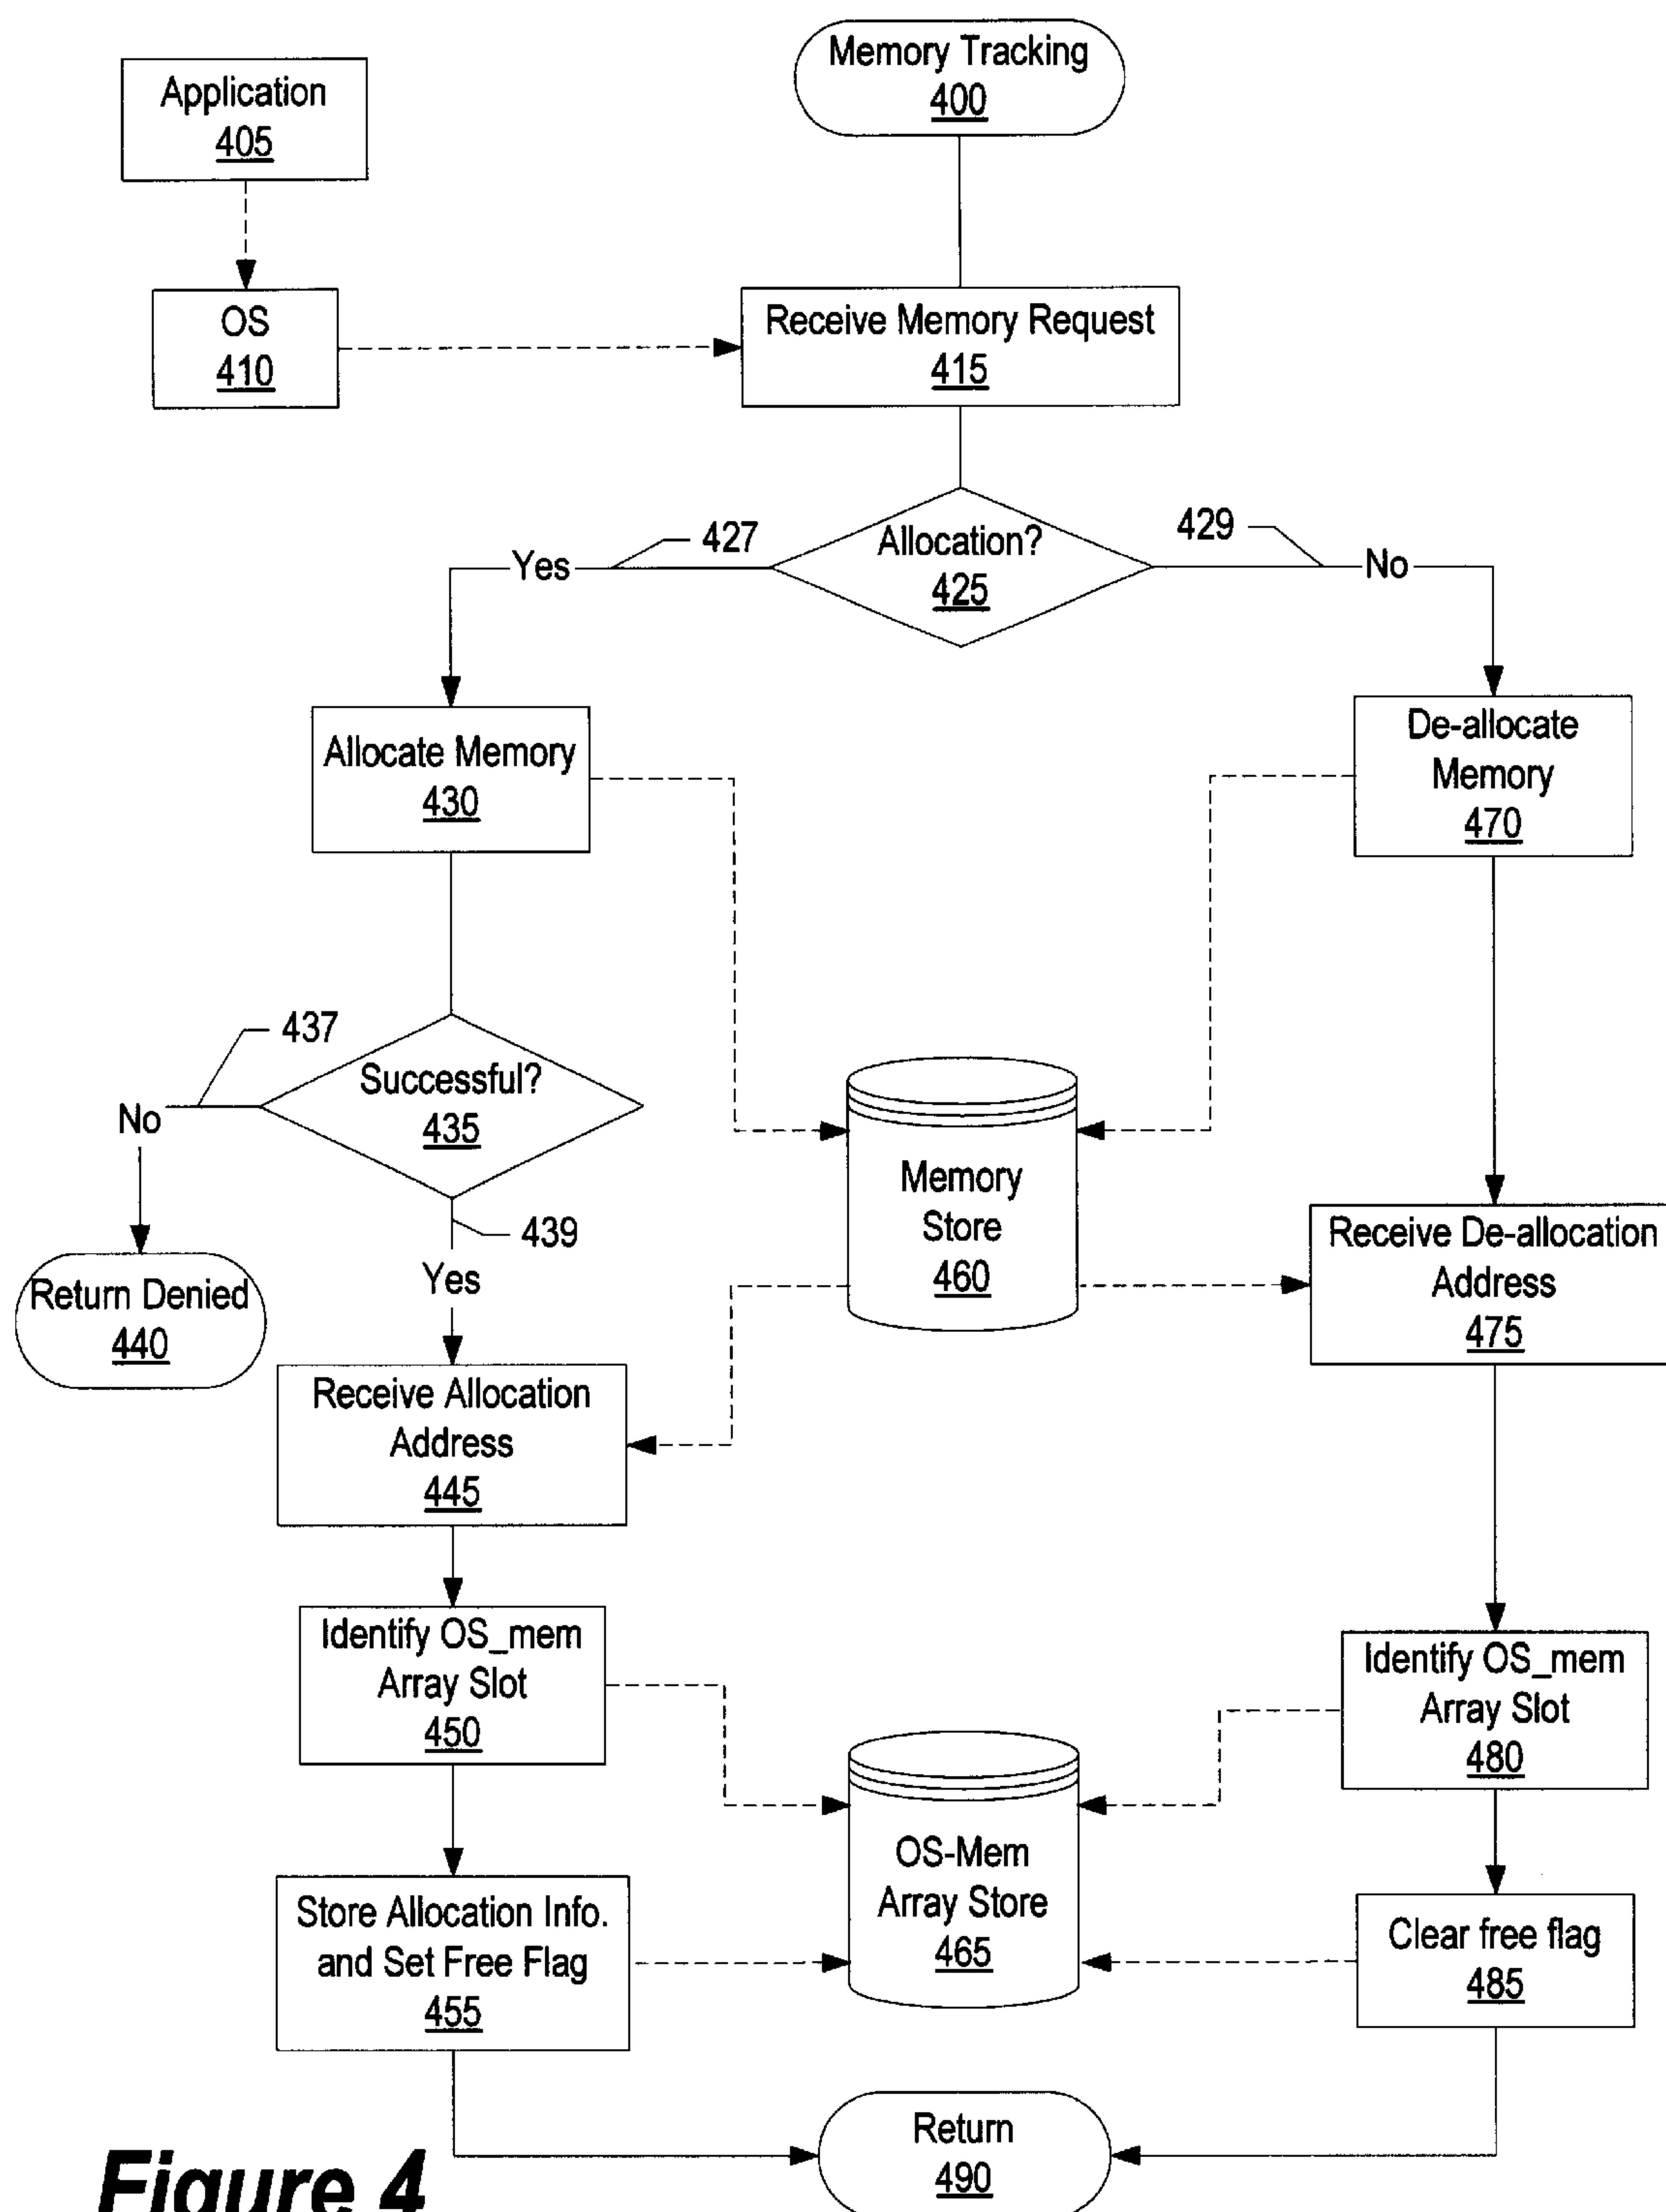 Memory Tracking
400
Application
405
OS
410
Receive Memory Request
415
Allocation?
425
427
Yes
429
No
Allocate Memory
430
De-allocate
Memory
470
437
Successful?
435
No
439
Yes
Return Denied
440
Memory
Store
460
Receive De-allocation
Address
475
Receive Allocation
Address
445
Identify OS_mem
Array Slot
450
Identify OS_mem
Array Slot
480
OS-Mem
Array Store
465
Store Allocation Info.
and Set Free Flag
455
Clear free flag
485
Return
490
Figure 4